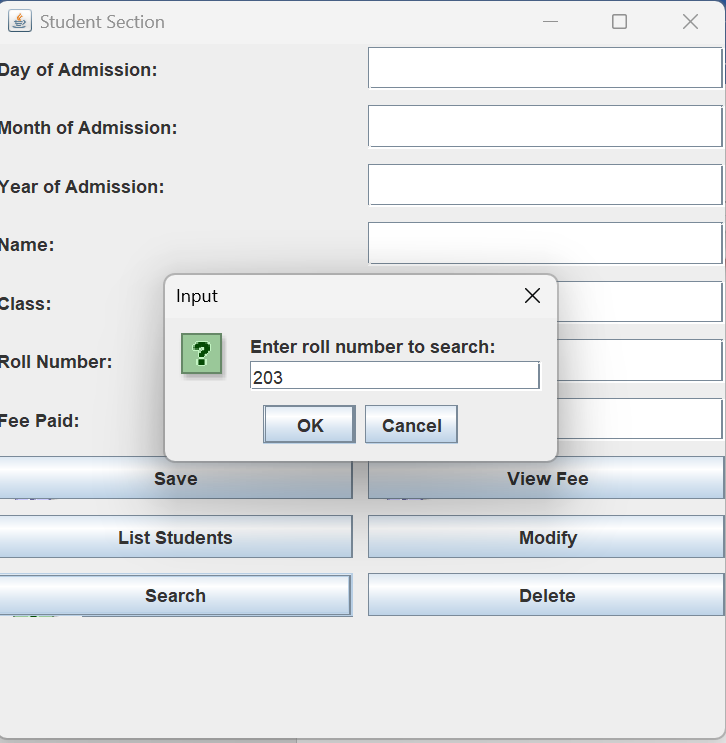 Student Section
Day of Admission:
Month of Admission:
Year of Admission:
Name:
Class:
Roll Number:
Fee Paid:
Input
?
Enter roll number to search:
203
OK Cancel
Save View Fee
List Students Modify
Search Delete